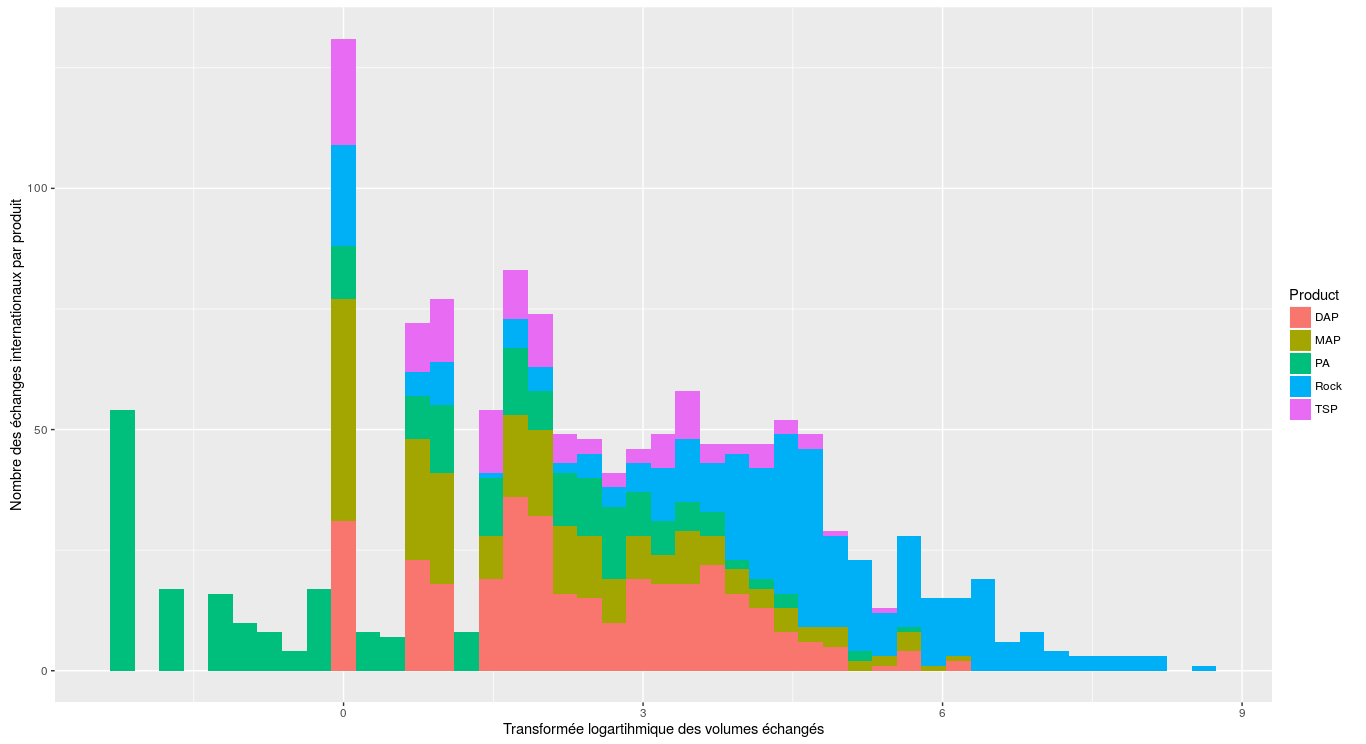 Nombre des échanges internationaux par produit
100
50
0
0
3
6
9
Transformée logartihmique des volumes échangés
Product
DAP
MAP
PA
Rock
TSP